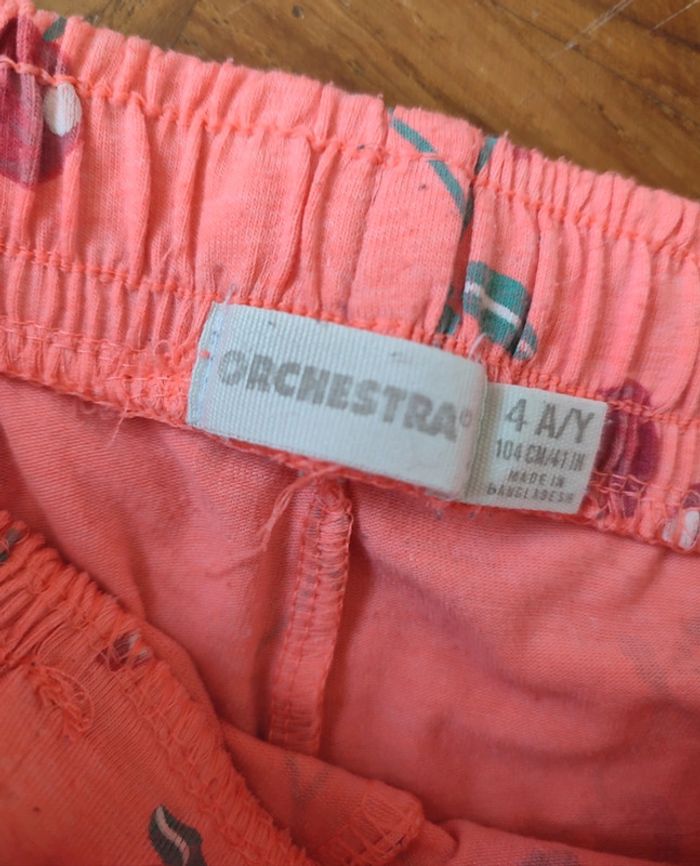 ORCHESTRA®
4 A/Y
104 CM/41 IN
MADE IN
BANGLADESH